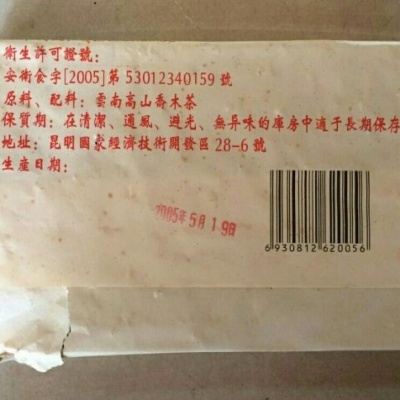 衛生許可證號：
安衛食字[2005]第 53012340159 號
原料、配料：雲南高山喬木茶
保質期：在清潔、通風、避光、無異味的庫房中適于長期保存
地址：昆明國家經濟技術開發區 28-6 號
生産日期：
2005年5月19日
6930812620056